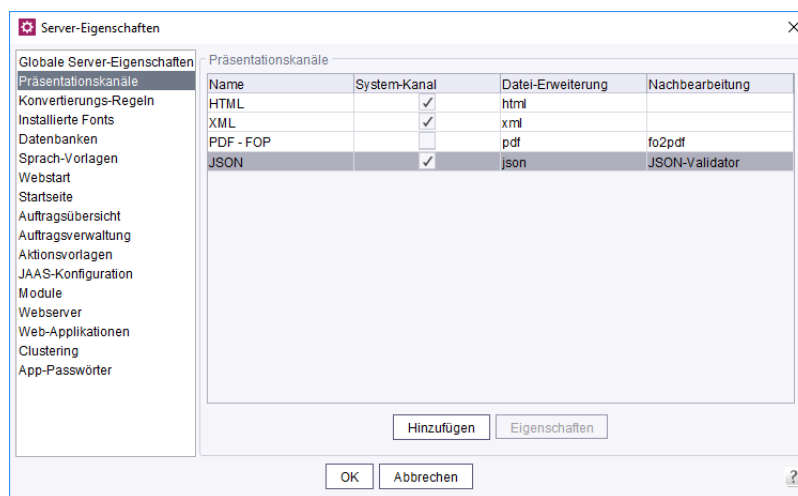 Server-Eigenschaften
Globale Server-Eigenschaften
Präsentationskanäle
Konvertierungs-Regeln
Installierte Fonts
Datenbanken
Sprach-Vorlagen
Webstart
Startseite
Auftragsübersicht
Auftragsverwaltung
Aktionsvorlagen
JAAS-Konfiguration
Module
Webserver
Web-Applikationen
Clustering
App-Passwörter
Präsentationskanäle
Name System-Kanal Datei-Erweiterung Nachbearbeitung
HTML html
XML xml
PDF - FOP pdf fo2pdf
JSON json JSON-Validator
Hinzufügen Eigenschaften
OK Abbrechen ?